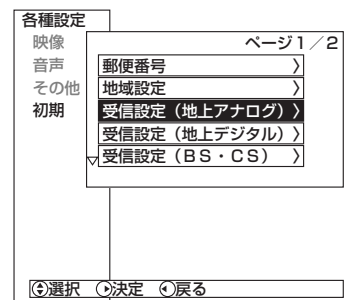 各種設定
映像
音声
その他
初期
ページ1／2
郵便番号 〉
地域設定 〉
受信設定（地上アナログ）〉
受信設定（地上デジタル）〉
受信設定（BS・CS） 〉
選択 決定 戻る